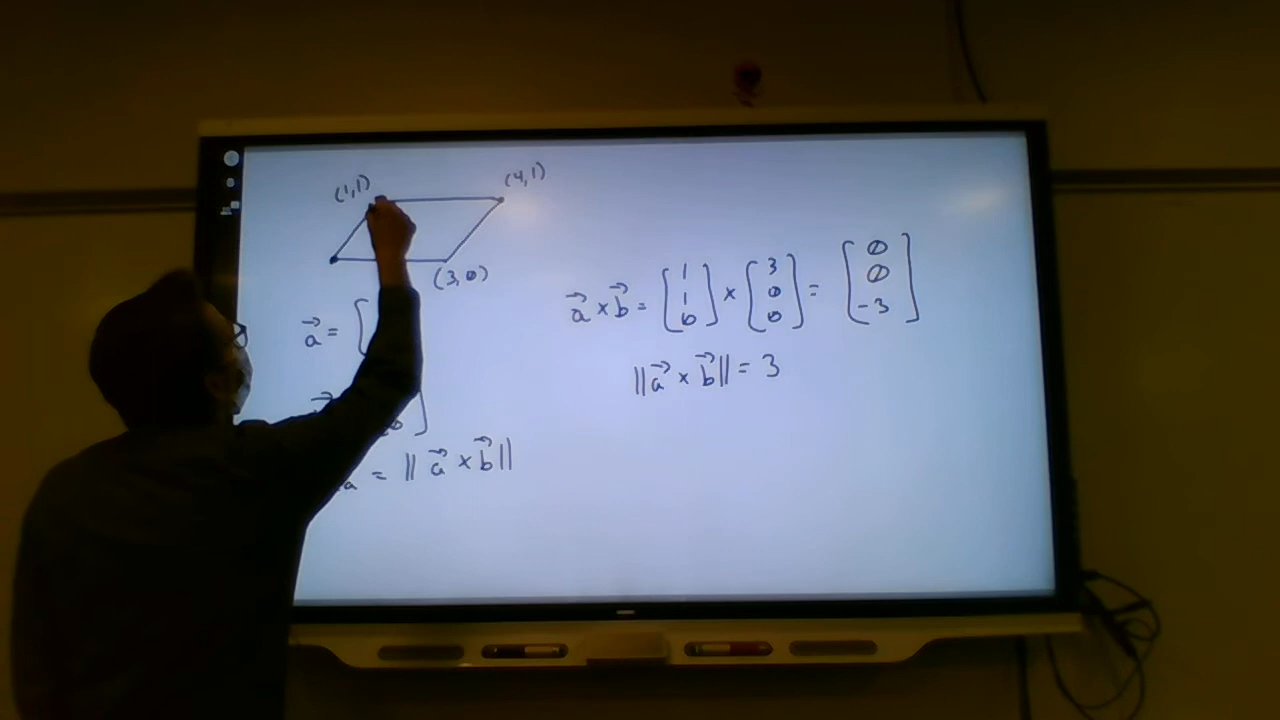 (1,1) (4,1)
(3,0)
a⃗ = [
a⃗ × b⃗ = [1 1 0] × [3 0 0] = [0 0 -3]
‖a⃗ × b⃗‖ = 3
= ‖a⃗ × b⃗‖